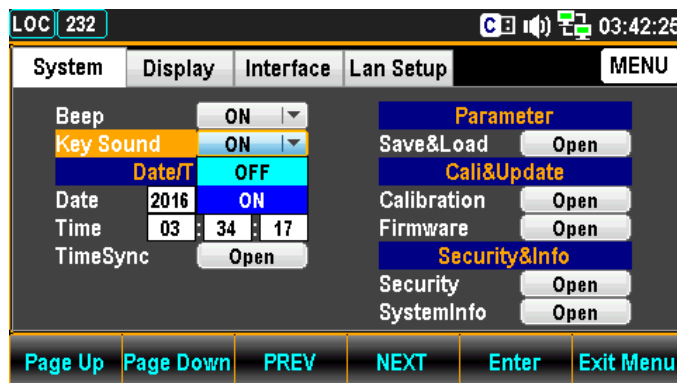 LOC 232 C 03:42:25
System Display Interface Lan Setup MENU
Beep ON
Key Sound ON
OFF
ON
Date/T
Date 2016
Time 03 : 34 : 17
TimeSync Open
Parameter
Save&Load Open
Cali&Update
Calibration Open
Firmware Open
Security&Info
Security Open
SystemInfo Open
Page Up Page Down PREV NEXT Enter Exit Menu